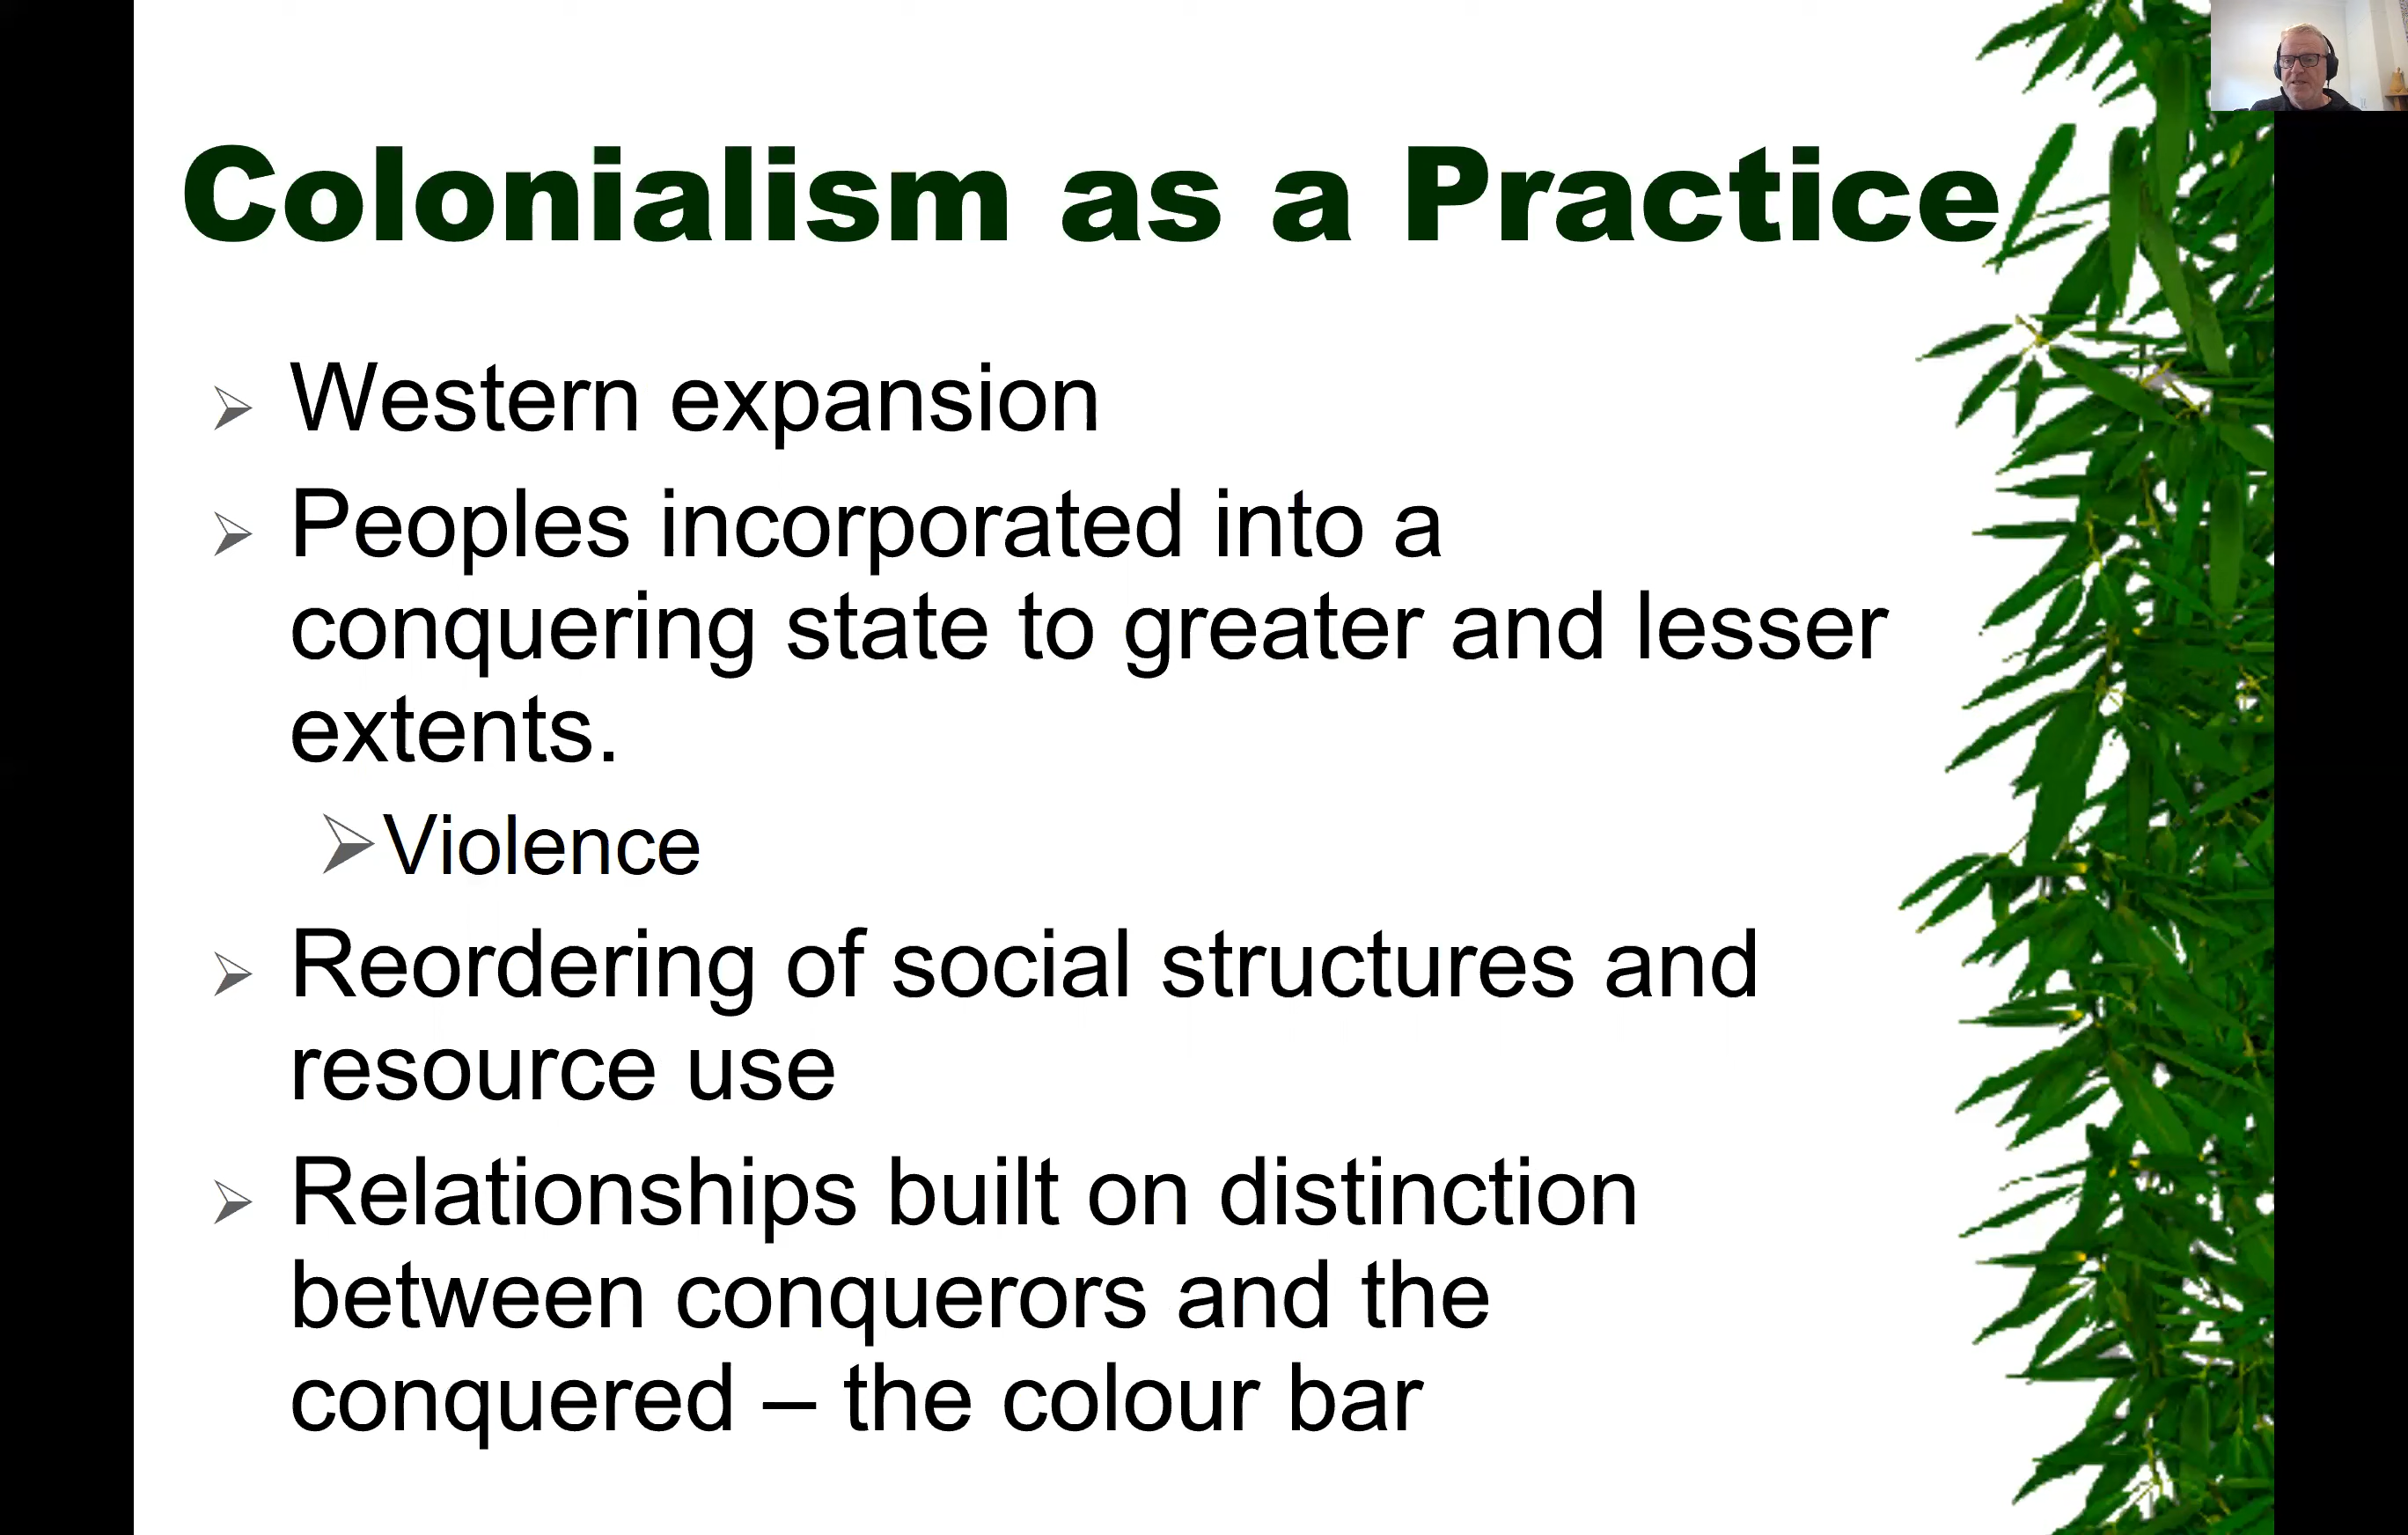 Colonialism as a Practice
Western expansion
Peoples incorporated into a
conquering state to greater and lesser
extents.
Violence
Reordering of social structures and
resource use
Relationships built on distinction
between conquerors and the
conquered – the colour bar